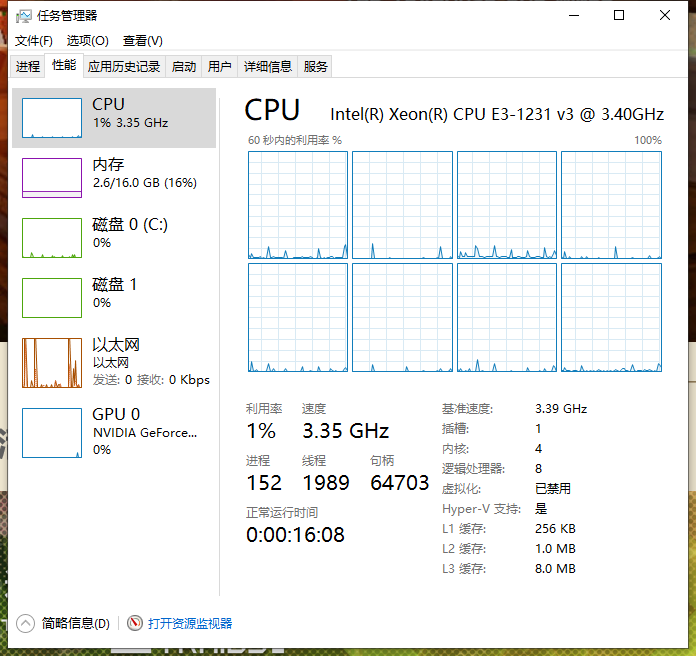 任务管理器
文件(F) 选项(O) 查看(V)
进程 性能 应用历史记录 启动 用户 详细信息 服务
CPU
1% 3.35 GHz
内存
2.6/16.0 GB (16%)
磁盘 0 (C:)
0%
磁盘 1
0%
以太网
以太网
发送: 0 接收: 0 Kbps
GPU 0
NVIDIA GeForce...
0%
CPU Intel(R) Xeon(R) CPU E3-1231 v3 @ 3.40GHz
60 秒内的利用率 % 100%
利用率 速度
1% 3.35 GHz
进程 线程 句柄
152 1989 64703
正常运行时间
0:00:16:08
基准速度: 3.39 GHz
插槽: 1
内核: 4
逻辑处理器: 8
虚拟化: 已禁用
Hyper-V 支持: 是
L1 缓存: 256 KB
L2 缓存: 1.0 MB
L3 缓存: 8.0 MB
简略信息(D) 打开资源监视器